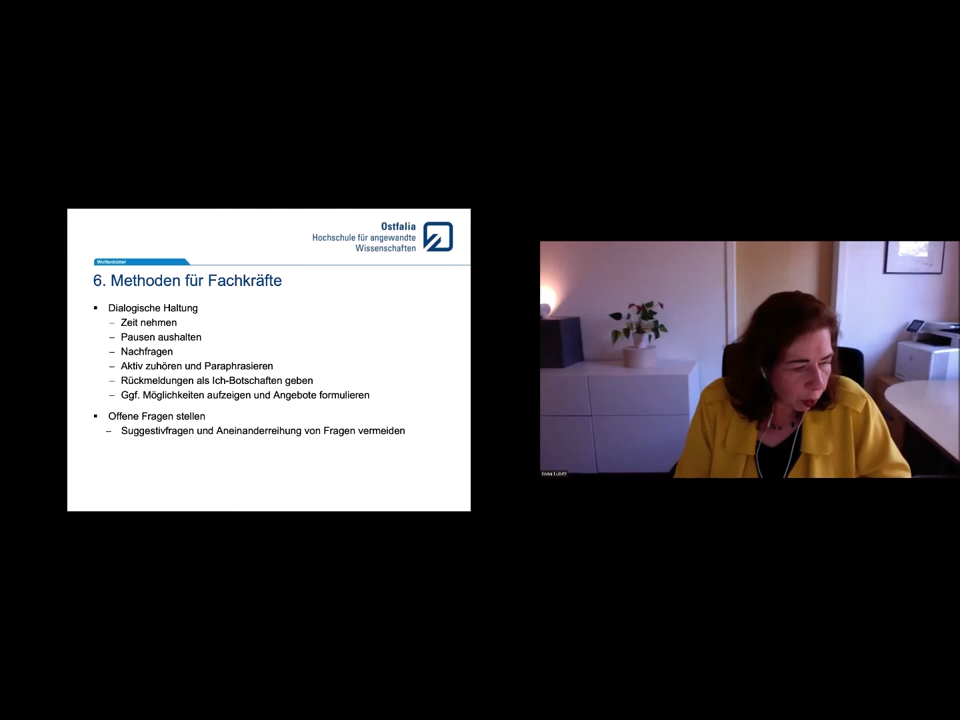 Ostfalia
Hochschule für angewandte
Wissenschaften
Wolfenbüttel
6. Methoden für Fachkräfte
▪ Dialogische Haltung
– Zeit nehmen
– Pausen aushalten
– Nachfragen
– Aktiv zuhören und Paraphrasieren
– Rückmeldungen als Ich-Botschaften geben
– Ggf. Möglichkeiten aufzeigen und Angebote formulieren
▪ Offene Fragen stellen
– Suggestivfragen und Aneinanderreihung von Fragen vermeiden